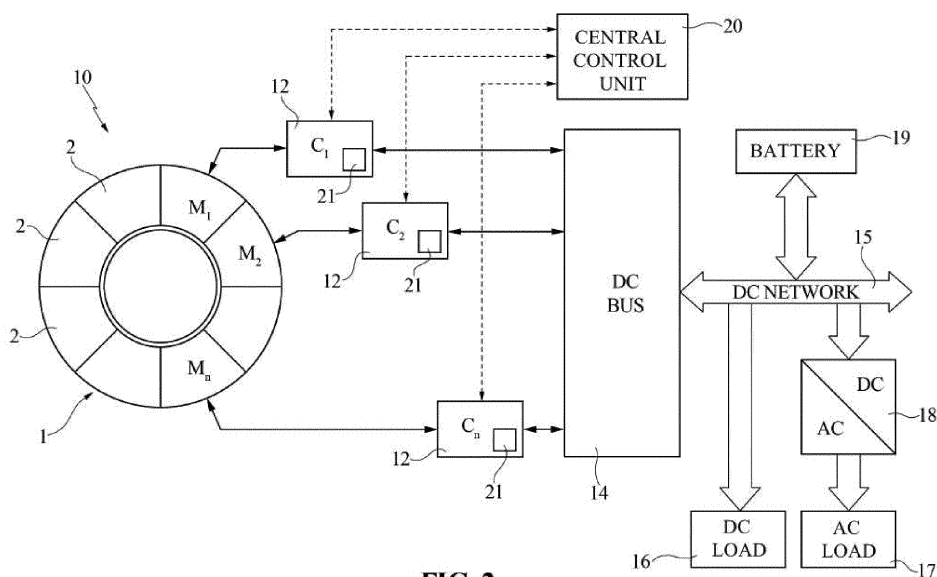 20
CENTRAL
CONTROL
UNIT
10
12
C1
21
2
M1
2
M2
C2
12
21
19
BATTERY
15
DC
BUS
DC NETWORK
2
Mn
1
Cn
12
21
14
DC
AC
18
DC
LOAD
16
AC
LOAD
17
FIG. 2